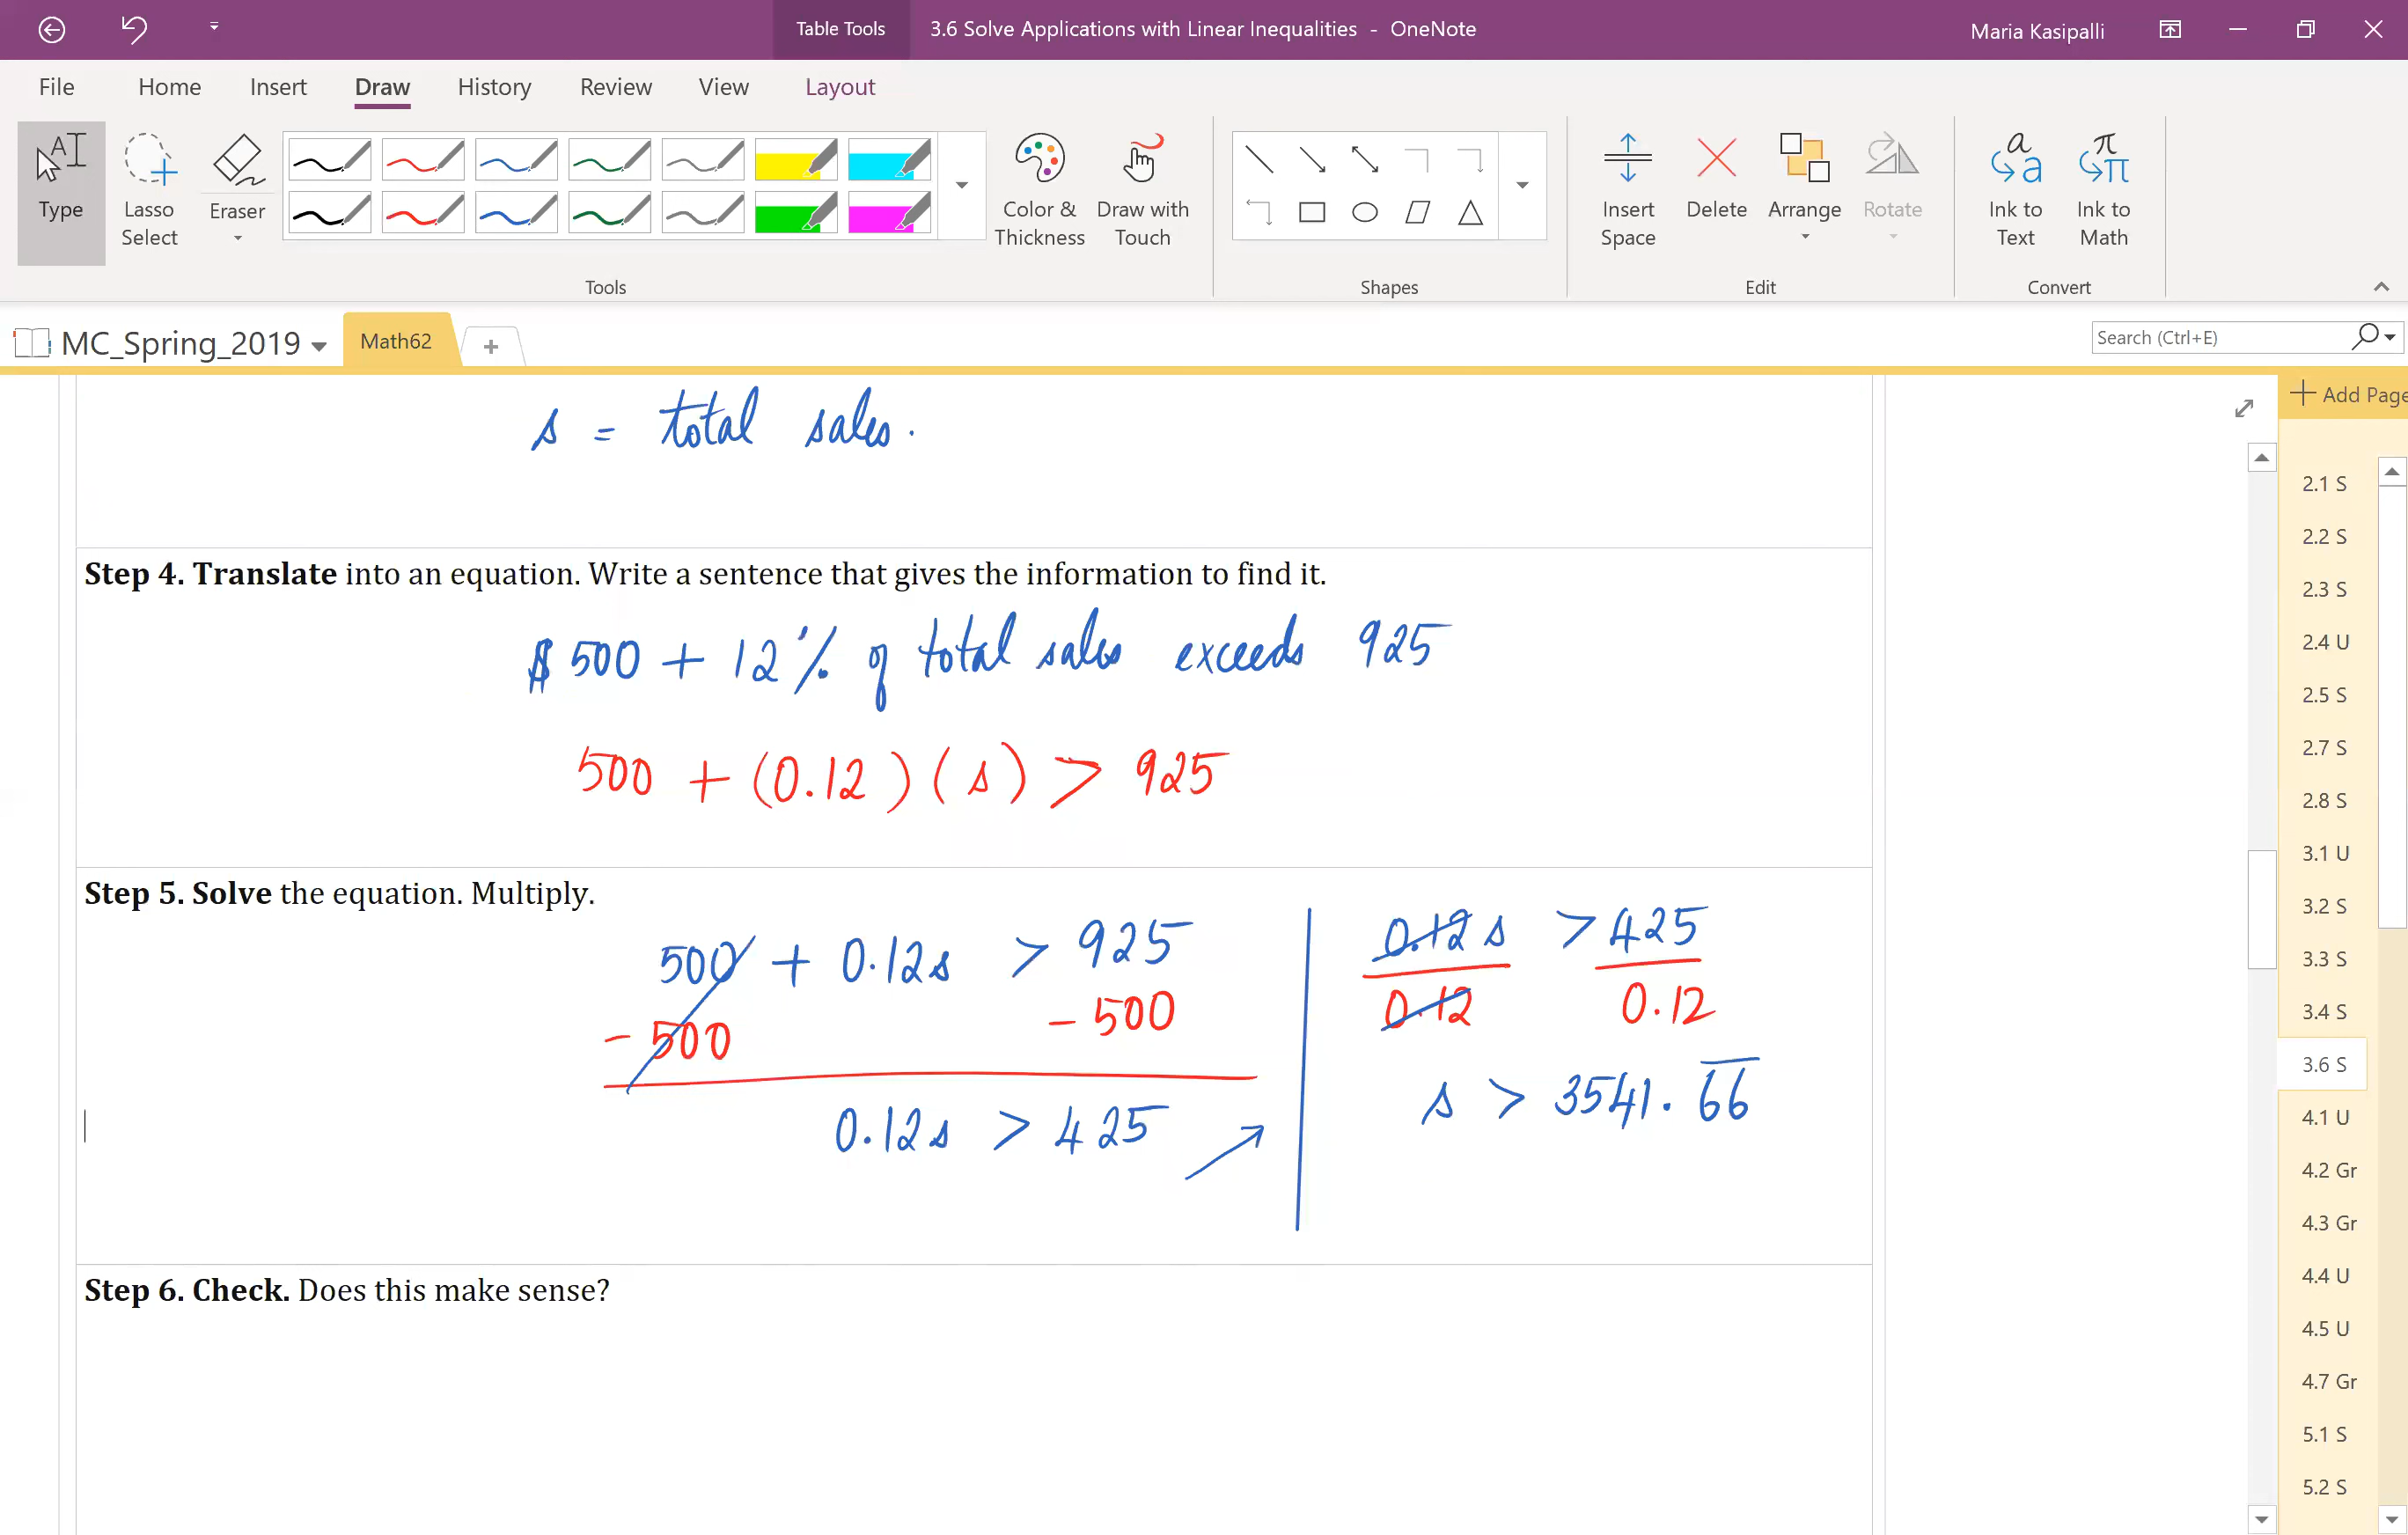 Table Tools
3.6 Solve Applications with Linear Inequalities - OneNote
Maria Kasipalli
File Home Insert Draw History Review View Layout
Type
Lasso Select
Eraser
Color & Thickness
Draw with Touch
Insert Space
Delete
Arrange
Rotate
Ink to Text
Ink to Math
Tools
Shapes
Edit
Convert
MC_Spring_2019
Math62
Search (Ctrl+E)
s = total sales.
Step 4. Translate into an equation. Write a sentence that gives the information to find it.
$500 + 12% of total sales exceeds 925
500 + (0.12)(s) > 925
Step 5. Solve the equation. Multiply.
500 + 0.12s > 925
- 500 - 500
0.12s > 425
0.12s > 425
0.12 0.12
s > 3541.6̅6̅
Step 6. Check. Does this make sense?
Add Page
2.1 S
2.2 S
2.3 S
2.4 U
2.5 S
2.7 S
2.8 S
3.1 U
3.2 S
3.3 S
3.4 S
3.6 S
4.1 U
4.2 Gr
4.3 Gr
4.4 U
4.5 U
4.7 Gr
5.1 S
5.2 S